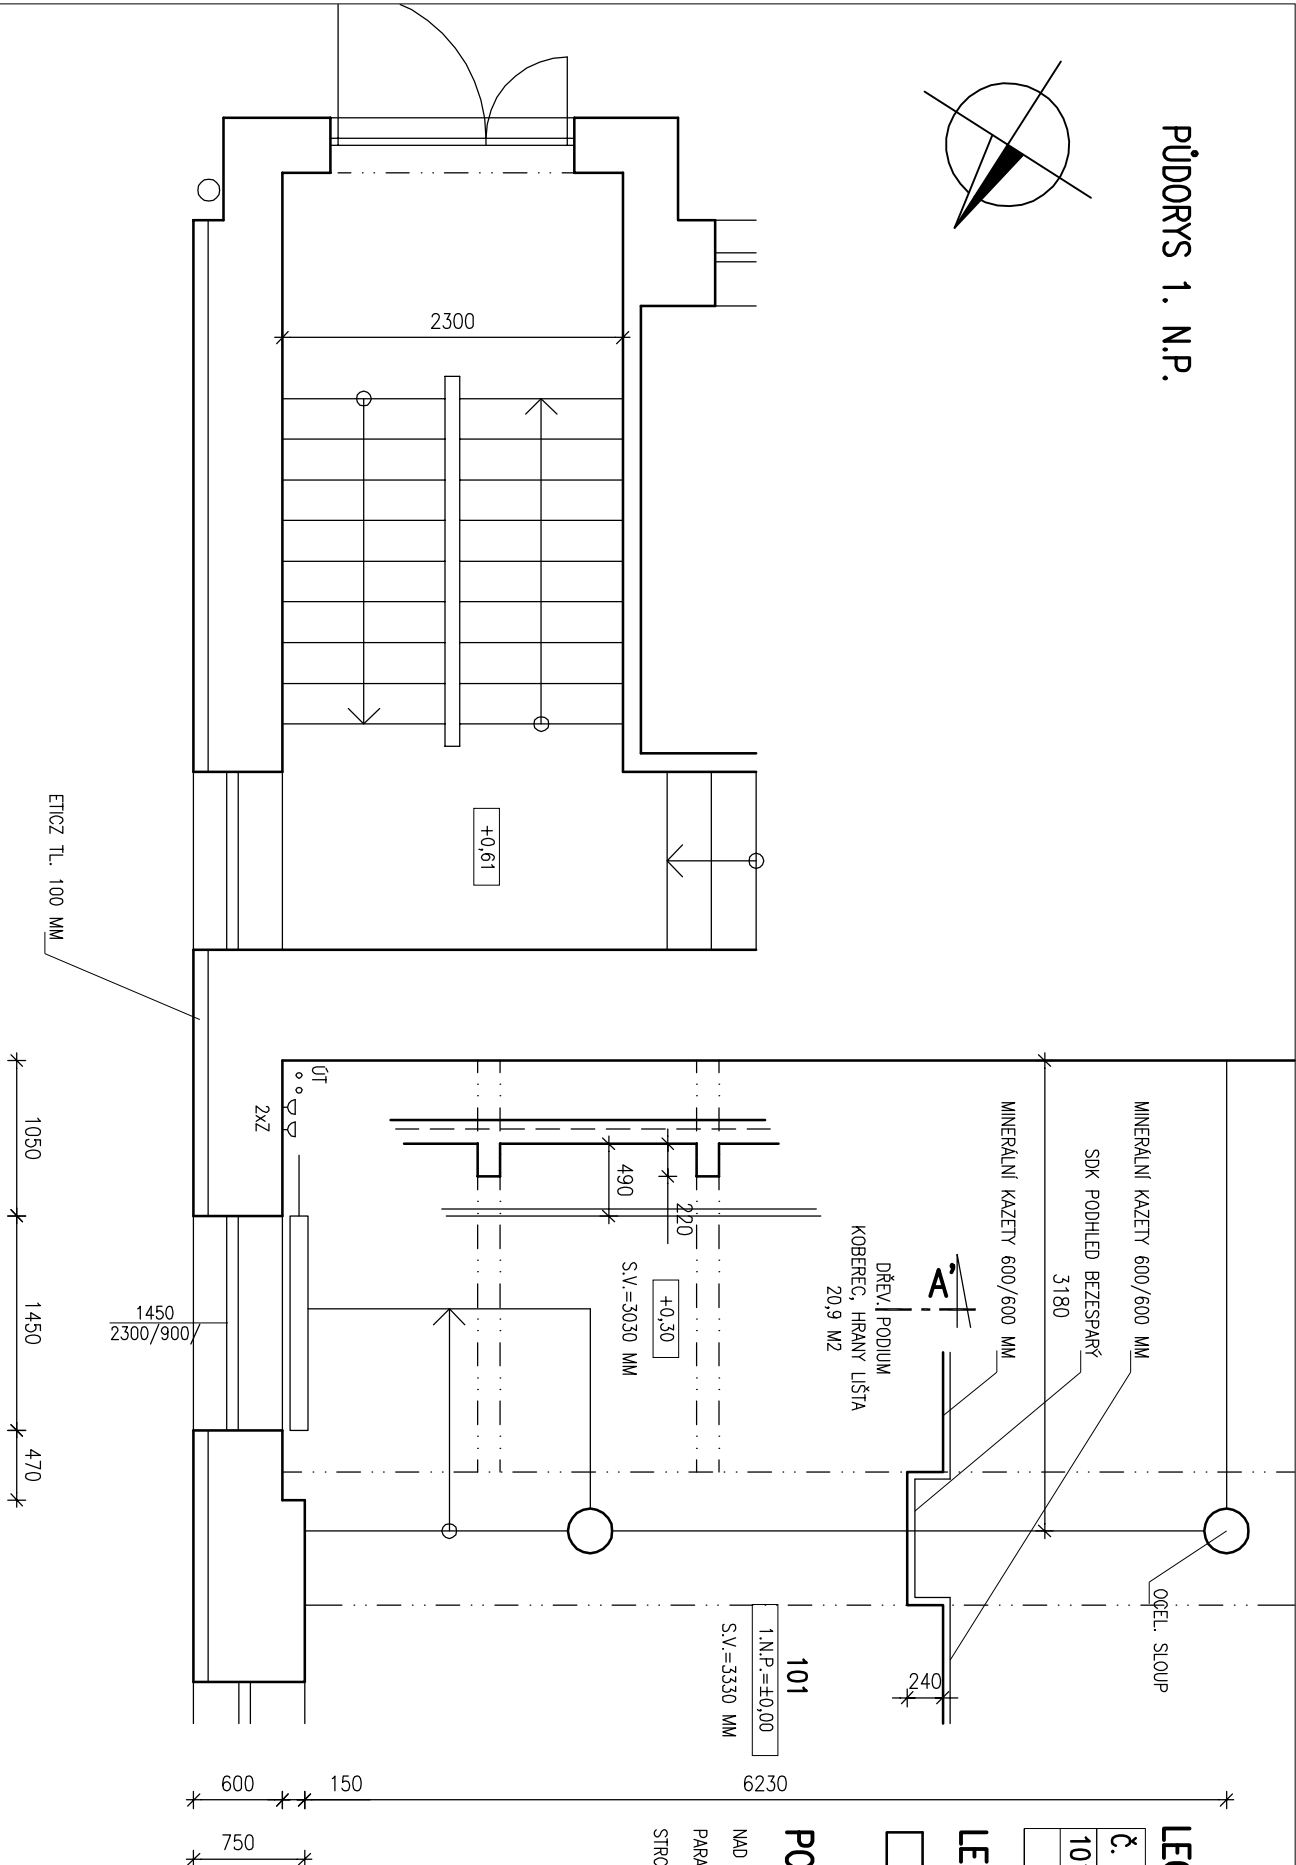 PŮDORYS 1. N.P.
2300
+0,61
ETICZ TL. 100 MM
MINERÁLNÍ KAZETY 600/600 MM
SDK PODHLED BEZESPARÝ
3180
MINERÁLNÍ KAZETY 600/600 MM
A'
DŘEV. PODIUM
KOBEREC, HRANY LIŠTA
20,9 M2
+0,30
S.V.=3030 MM
220
490
ÚT
2xZ
1050
1450
470
1450
2300/900
OCEL. SLOUP
240
101
1.N.P.=±0,00
S.V.=3330 MM
600
150
6230
750
Č.
LE
NAD